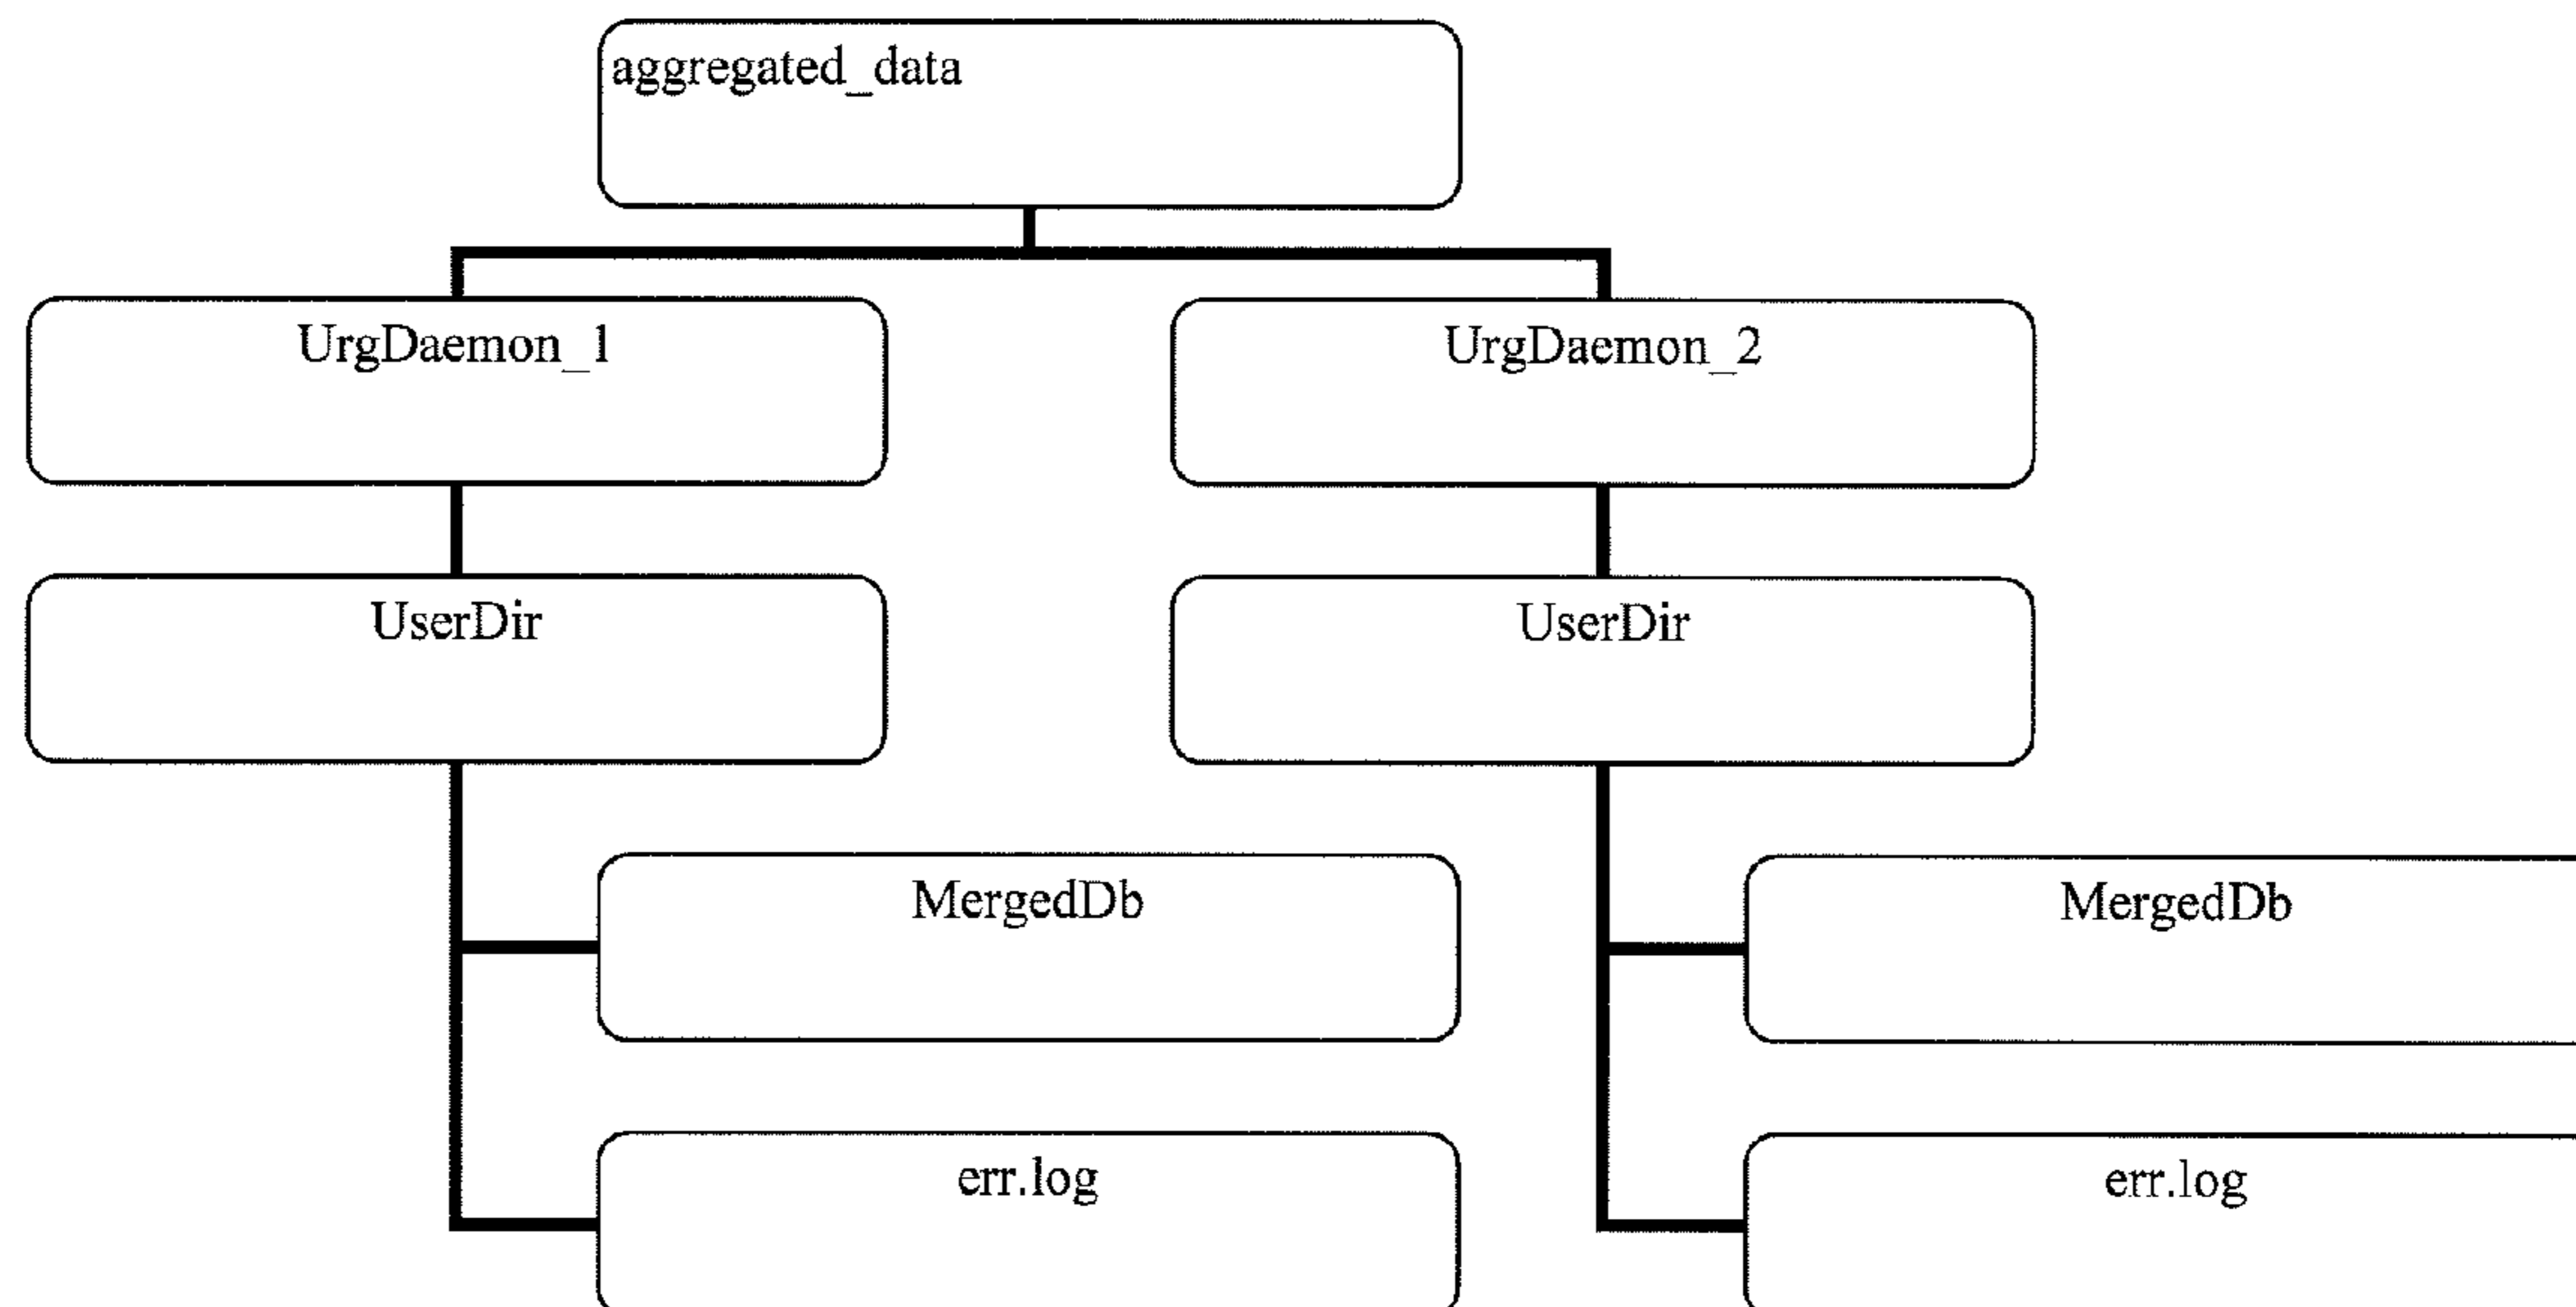 aggregated_data
UrgDaemon_1
UrgDaemon_2
UserDir
UserDir
MergedDb
MergedDb
err.log
err.log